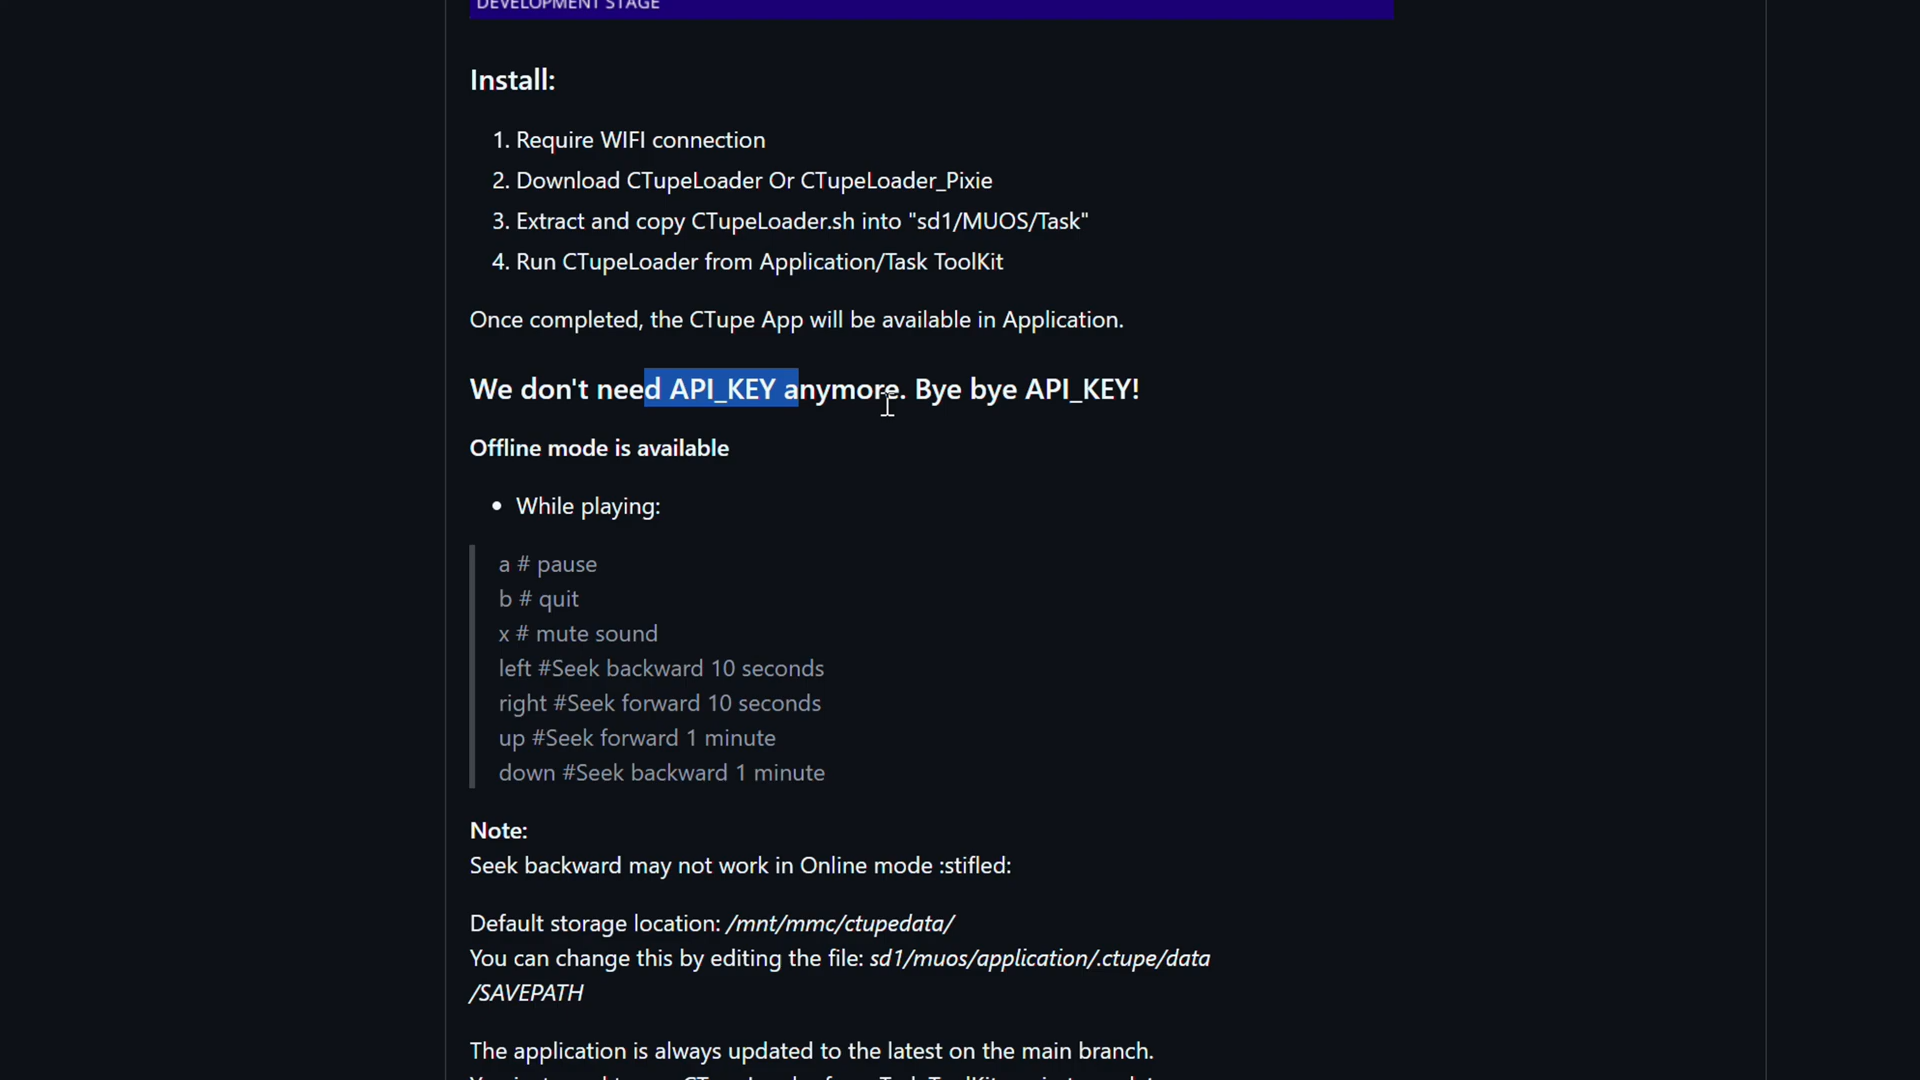 DEVELOPMENT STAGE
Install:
1. Require WIFI connection
2. Download CTupeLoader Or CTupeLoader_Pixie
3. Extract and copy CTupeLoader.sh into "sd1/MUOS/Task"
4. Run CTupeLoader from Application/Task ToolKit
Once completed, the CTupe App will be available in Application.
We don't need API_KEY anymore. Bye bye API_KEY!
Offline mode is available
• While playing:
a # pause
b # quit
x # mute sound
left #Seek backward 10 seconds
right #Seek forward 10 seconds
up #Seek forward 1 minute
down #Seek backward 1 minute
Note:
Seek backward may not work in Online mode :stifled:
Default storage location: /mnt/mmc/ctupedata/
You can change this by editing the file: sd1/muos/application/.ctupe/data
/SAVEPATH
The application is always updated to the latest on the main branch.